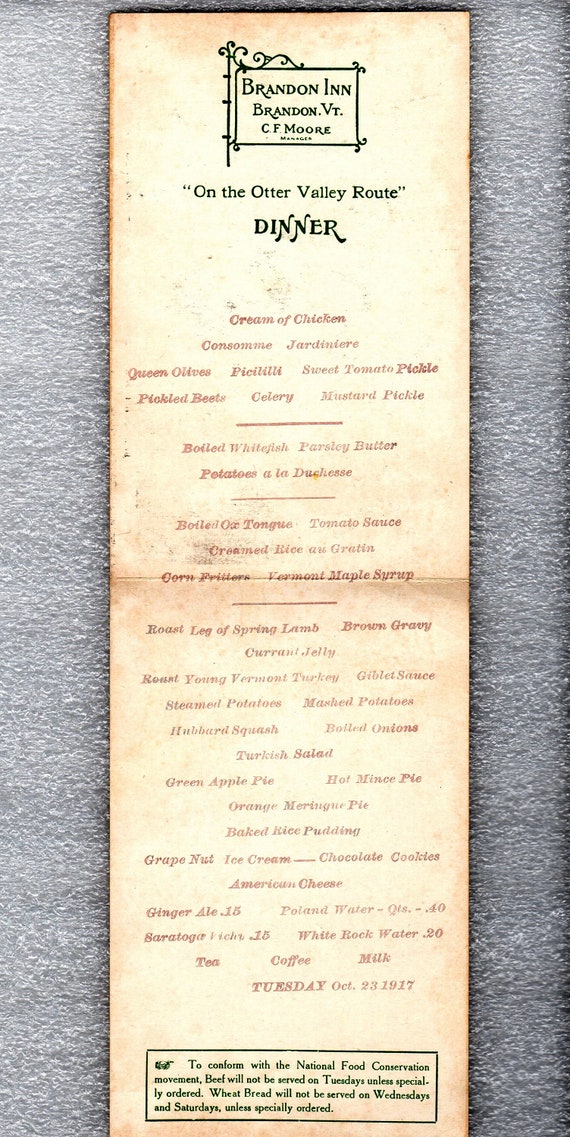 BRANDON INN
BRANDON. VT.
C. F. MOORE
MANAGER
"On the Otter Valley Route"
DINNER
Cream of Chicken
Consomme Jardiniere
Queen Olives Picililli Sweet Tomato Pickle
Pickled Beets Celery Mustard Pickle
Boiled Whitefish Parsley Butter
Potatoes a la Duchesse
Boiled Ox Tongue Tomato Sauce
Creamed Rice au Gratin
Corn Fritters Vermont Maple Syrup
Roast Leg of Spring Lamb Brown Gravy
Currant Jelly
Roast Young Vermont Turkey Giblet Sauce
Steamed Potatoes Mashed Potatoes
Hubbard Squash Boiled Onions
Turkish Salad
Green Apple Pie Hot Mince Pie
Orange Meringue Pie
Baked Rice Pudding
Grape Nut Ice Cream — Chocolate Cookies
American Cheese
Ginger Ale .15 Poland Water - Qts. - .40
Saratoga Vichy .15 White Rock Water .20
Tea Coffee Milk
TUESDAY Oct. 23 1917
☞ To conform with the National Food Conservation
movement, Beef will not be served on Tuesdays unless special-
ly ordered. Wheat Bread will not be served on Wednesdays
and Saturdays, unless specially ordered.